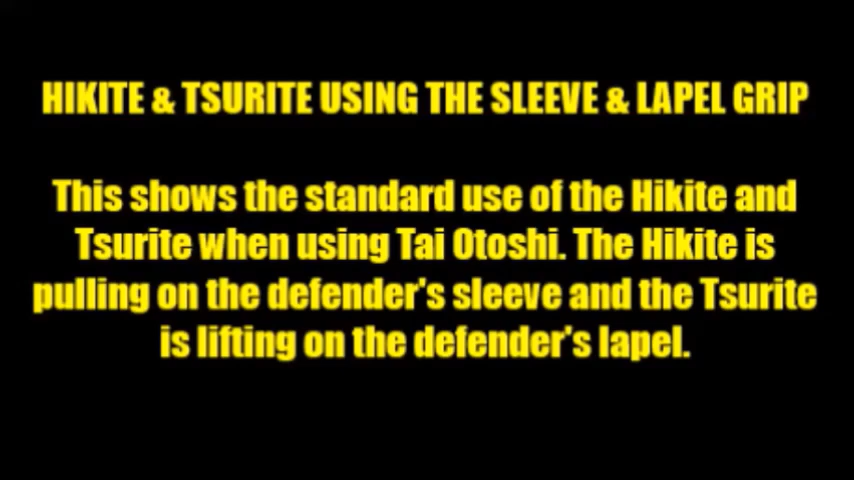 HIKITE & TSURITE USING THE SLEEVE & LAPEL GRIP
This shows the standard use of the Hikite and
Tsurite when using Tai Otoshi. The Hikite is
pulling on the defender's sleeve and the Tsurite
is lifting on the defender's lapel.